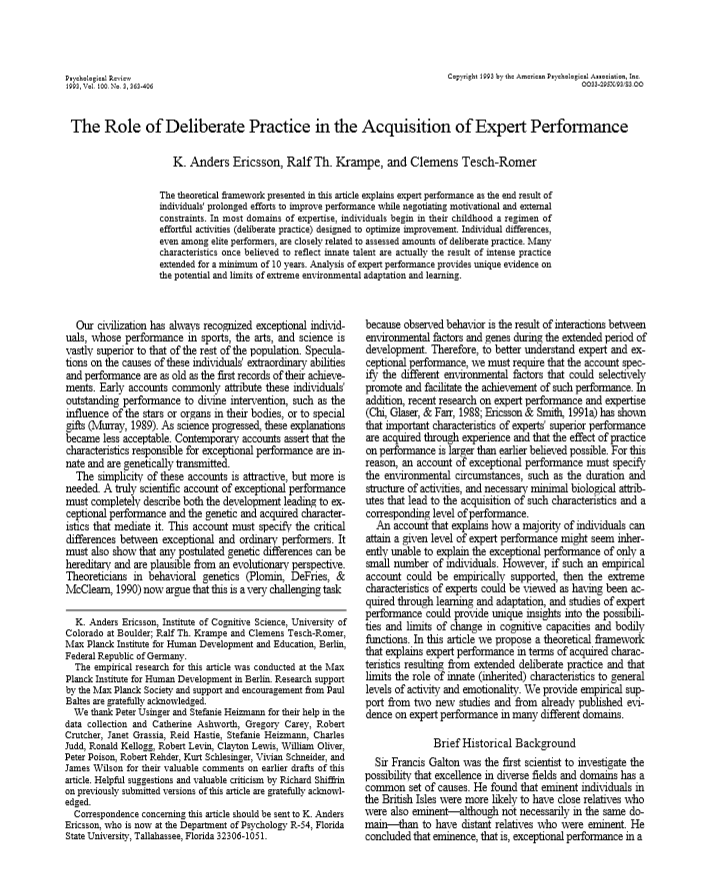 Psychological Review
1993, Vol. 100. No. 3, 363-406
Copyright 1993 by the American Psychological Association, Inc.
0033-295X/93/$3.00
The Role of Deliberate Practice in the Acquisition of Expert Performance
K. Anders Ericsson, Ralf Th. Krampe, and Clemens Tesch-Romer
The theoretical framework presented in this article explains expert performance as the end result of
individuals' prolonged efforts to improve performance while negotiating motivational and external
constraints. In most domains of expertise, individuals begin in their childhood a regimen of
effortful activities (deliberate practice) designed to optimize improvement. Individual differences,
even among elite performers, are closely related to assessed amounts of deliberate practice. Many
characteristics once believed to reflect innate talent are actually the result of intense practice
extended for a minimum of 10 years. Analysis of expert performance provides unique evidence on
the potential and limits of extreme environmental adaptation and learning.
Our civilization has always recognized exceptional individ-
uals, whose performance in sports, the arts, and science is
vastly superior to that of the rest of the population. Specula-
tions on the causes of these individuals' extraordinary abilities
and performance are as old as the first records of their achieve-
ments. Early accounts commonly attribute these individuals'
outstanding performance to divine intervention, such as the
influence of the stars or organs in their bodies, or to special
gifts (Murray, 1989). As science progressed, these explanations
became less acceptable. Contemporary accounts assert that the
characteristics responsible for exceptional performance are in-
nate and are genetically transmitted.
The simplicity of these accounts is attractive, but more is
needed. A truly scientific account of exceptional performance
must completely describe both the development leading to ex-
ceptional performance and the genetic and acquired character-
istics that mediate it. This account must specify the critical
differences between exceptional and ordinary performers. It
must also show that any postulated genetic differences can be
hereditary and are plausible from an evolutionary perspective.
Theoreticians in behavioral genetics (Plomin, DeFries, &
McClearn, 1990) now argue that this is a very challenging task
K. Anders Ericsson, Institute of Cognitive Science, University of
Colorado at Boulder; Ralf Th. Krampe and Clemens Tesch-Romer,
Max Planck Institute for Human Development and Education, Berlin,
Federal Republic of Germany.
The empirical research for this article was conducted at the Max
Planck Institute for Human Development in Berlin. Research support
by the Max Planck Society and support and encouragement from Paul
Baltes are gratefully acknowledged.
We thank Peter Usinger and Stefanie Heizmann for their help in the
data collection and Catherine Ashworth, Gregory Carey, Robert
Crutcher, Janet Grassia, Reid Hastie, Stefanie Heizmann, Charles
Judd, Ronald Kellogg, Robert Levin, Clayton Lewis, William Oliver,
Peter Poison, Robert Rehder, Kurt Schlesinger, Vivian Schneider, and
James Wilson for their valuable comments on earlier drafts of this
article. Helpful suggestions and valuable criticism by Richard Shiffrin
on previously submitted versions of this article are gratefully acknowl-
edged.
Correspondence concerning this article should be sent to K. Anders
Ericsson, who is now at the Department of Psychology R-54, Florida
State University, Tallahassee, Florida 32306-1051.
because observed behavior is the result of interactions between
environmental factors and genes during the extended period of
development. Therefore, to better understand expert and ex-
ceptional performance, we must require that the account spec-
ify the different environmental factors that could selectively
promote and facilitate the achievement of such performance. In
addition, recent research on expert performance and expertise
(Chi, Glaser, & Farr, 1988; Ericsson & Smith, 1991a) has shown
that important characteristics of experts' superior performance
are acquired through experience and that the effect of practice
on performance is larger than earlier believed possible. For this
reason, an account of exceptional performance must specify
the environmental circumstances, such as the duration and
structure of activities, and necessary minimal biological attrib-
utes that lead to the acquisition of such characteristics and a
corresponding level of performance.
An account that explains how a majority of individuals can
attain a given level of expert performance might seem inher-
ently unable to explain the exceptional performance of only a
small number of individuals. However, if such an empirical
account could be empirically supported, then the extreme
characteristics of experts could be viewed as having been ac-
quired through learning and adaptation, and studies of expert
performance could provide unique insights into the possibili-
ties and limits of change in cognitive capacities and bodily
functions. In this article we propose a theoretical framework
that explains expert performance in terms of acquired charac-
teristics resulting from extended deliberate practice and that
limits the role of innate (inherited) characteristics to general
levels of activity and emotionality. We provide empirical sup-
port from two new studies and from already published evi-
dence on expert performance in many different domains.
Brief Historical Background
Sir Francis Galton was the first scientist to investigate the
possibility that excellence in diverse fields and domains has a
common set of causes. He found that eminent individuals in
the British Isles were more likely to have close relatives who
were also eminent—although not necessarily in the same do-
main—than to have distant relatives who were eminent. He
concluded that eminence, that is, exceptional performance in a